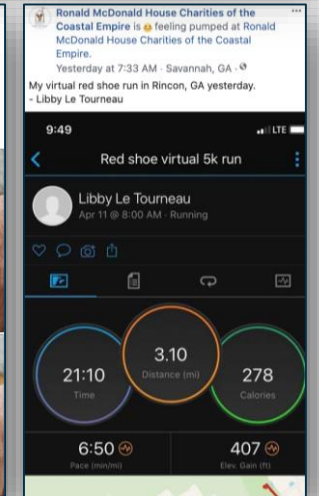 Ronald McDonald House Charities of the
Coastal Empire is 😊 feeling pumped at Ronald
McDonald House Charities of the Coastal
Empire.
Yesterday at 7:33 AM · Savannah, GA ·
My virtual red shoe run in Rincon, GA yesterday.
- Libby Le Tourneau
9:49
LTE
Red shoe virtual 5k run
Libby Le Tourneau
Apr 11 @ 8:00 AM · Running
21:10
Time
3.10
Distance (mi)
278
Calories
6:50
Pace (min/mi)
407
Elev. Gain (ft)